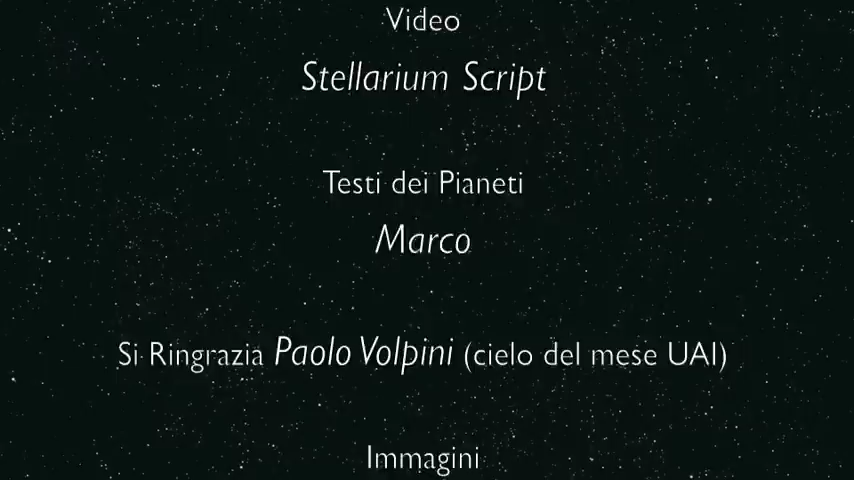 Video
Stellarium Script
Testi dei Pianeti
Marco
Si Ringrazia Paolo Volpini (cielo del mese UAI)
Immagini